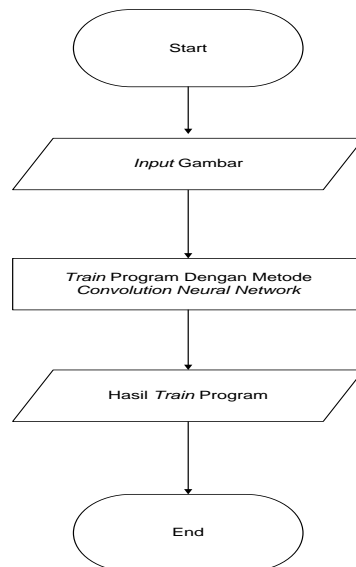 Start
Input Gambar
Train Program Dengan Metode
Convolution Neural Network
Hasil Train Program
End